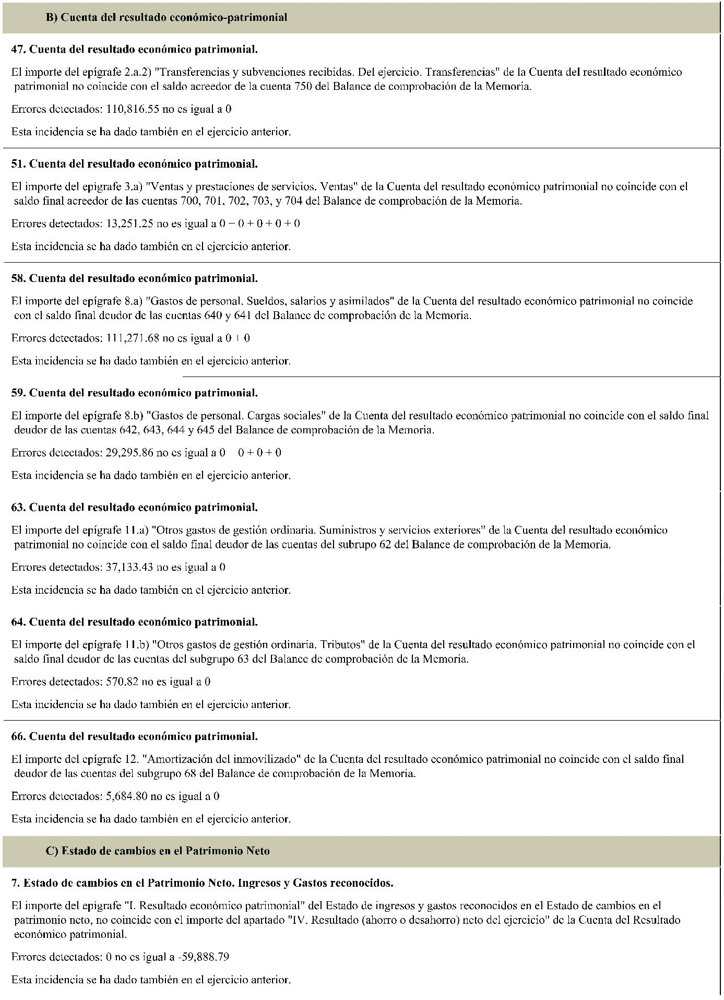 B) Cuenta del resultado económico-patrimonial
47. Cuenta del resultado económico patrimonial.
El importe del epígrafe 2.a.2) "Transferencias y subvenciones recibidas. Del ejercicio. Transferencias" de la Cuenta del resultado económico
patrimonial no coincide con el saldo acreedor de la cuenta 750 del Balance de comprobación de la Memoria.
Errores detectados: 110,816.55 no es igual a 0
Esta incidencia se ha dado también en el ejercicio anterior.
51. Cuenta del resultado económico patrimonial.
El importe del epígrafe 3.a) "Ventas y prestaciones de servicios. Ventas" de la Cuenta del resultado económico patrimonial no coincide con el
saldo final acreedor de las cuentas 700, 701, 702, 703, y 704 del Balance de comprobación de la Memoria.
Errores detectados: 13,251.25 no es igual a 0 + 0 + 0 + 0 + 0
Esta incidencia se ha dado también en el ejercicio anterior.
58. Cuenta del resultado económico patrimonial.
El importe del epígrafe 8.a) "Gastos de personal. Sueldos, salarios y asimilados" de la Cuenta del resultado económico patrimonial no coincide
con el saldo final deudor de las cuentas 640 y 641 del Balance de comprobación de la Memoria.
Errores detectados: 111,271.68 no es igual a 0 + 0
Esta incidencia se ha dado también en el ejercicio anterior.
59. Cuenta del resultado económico patrimonial.
El importe del epígrafe 8.b) "Gastos de personal. Cargas sociales" de la Cuenta del resultado económico patrimonial no coincide con el saldo final
deudor de las cuentas 642, 643, 644 y 645 del Balance de comprobación de la Memoria.
Errores detectados: 29,295.86 no es igual a 0 0 + 0 + 0
Esta incidencia se ha dado también en el ejercicio anterior.
63. Cuenta del resultado económico patrimonial.
El importe del epígrafe 11.a) "Otros gastos de gestión ordinaria. Suministros y servicios exteriores" de la Cuenta del resultado económico
patrimonial no coincide con el saldo final deudor de las cuentas del subrupo 62 del Balance de comprobación de la Memoria.
Errores detectados: 37,133.43 no es igual a 0
Esta incidencia se ha dado también en el ejercicio anterior.
64. Cuenta del resultado económico patrimonial.
El importe del epígrafe 11.b) "Otros gastos de gestión ordinaria. Tributos" de la Cuenta del resultado económico patrimonial no coincide con el
saldo final deudor de las cuentas del subgrupo 63 del Balance de comprobación de la Memoria.
Errores detectados: 570.82 no es igual a 0
Esta incidencia se ha dado también en el ejercicio anterior.
66. Cuenta del resultado económico patrimonial.
El importe del epígrafe 12. "Amortización del inmovilizado" de la Cuenta del resultado económico patrimonial no coincide con el saldo final
deudor de las cuentas del subgrupo 68 del Balance de comprobación de la Memoria.
Errores detectados: 5,684.80 no es igual a 0
Esta incidencia se ha dado también en el ejercicio anterior.
C) Estado de cambios en el Patrimonio Neto
7. Estado de cambios en el Patrimonio Neto. Ingresos y Gastos reconocidos.
El importe del epígrafe "I. Resultado económico patrimonial" del Estado de ingresos y gastos reconocidos en el Estado de cambios en el
patrimonio neto, no coincide con el importe del apartado "IV. Resultado (ahorro o desahorro) neto del ejercicio" de la Cuenta del Resultado
económico patrimonial.
Errores detectados: 0 no es igual a -59,888.79
Esta incidencia se ha dado también en el ejercicio anterior.